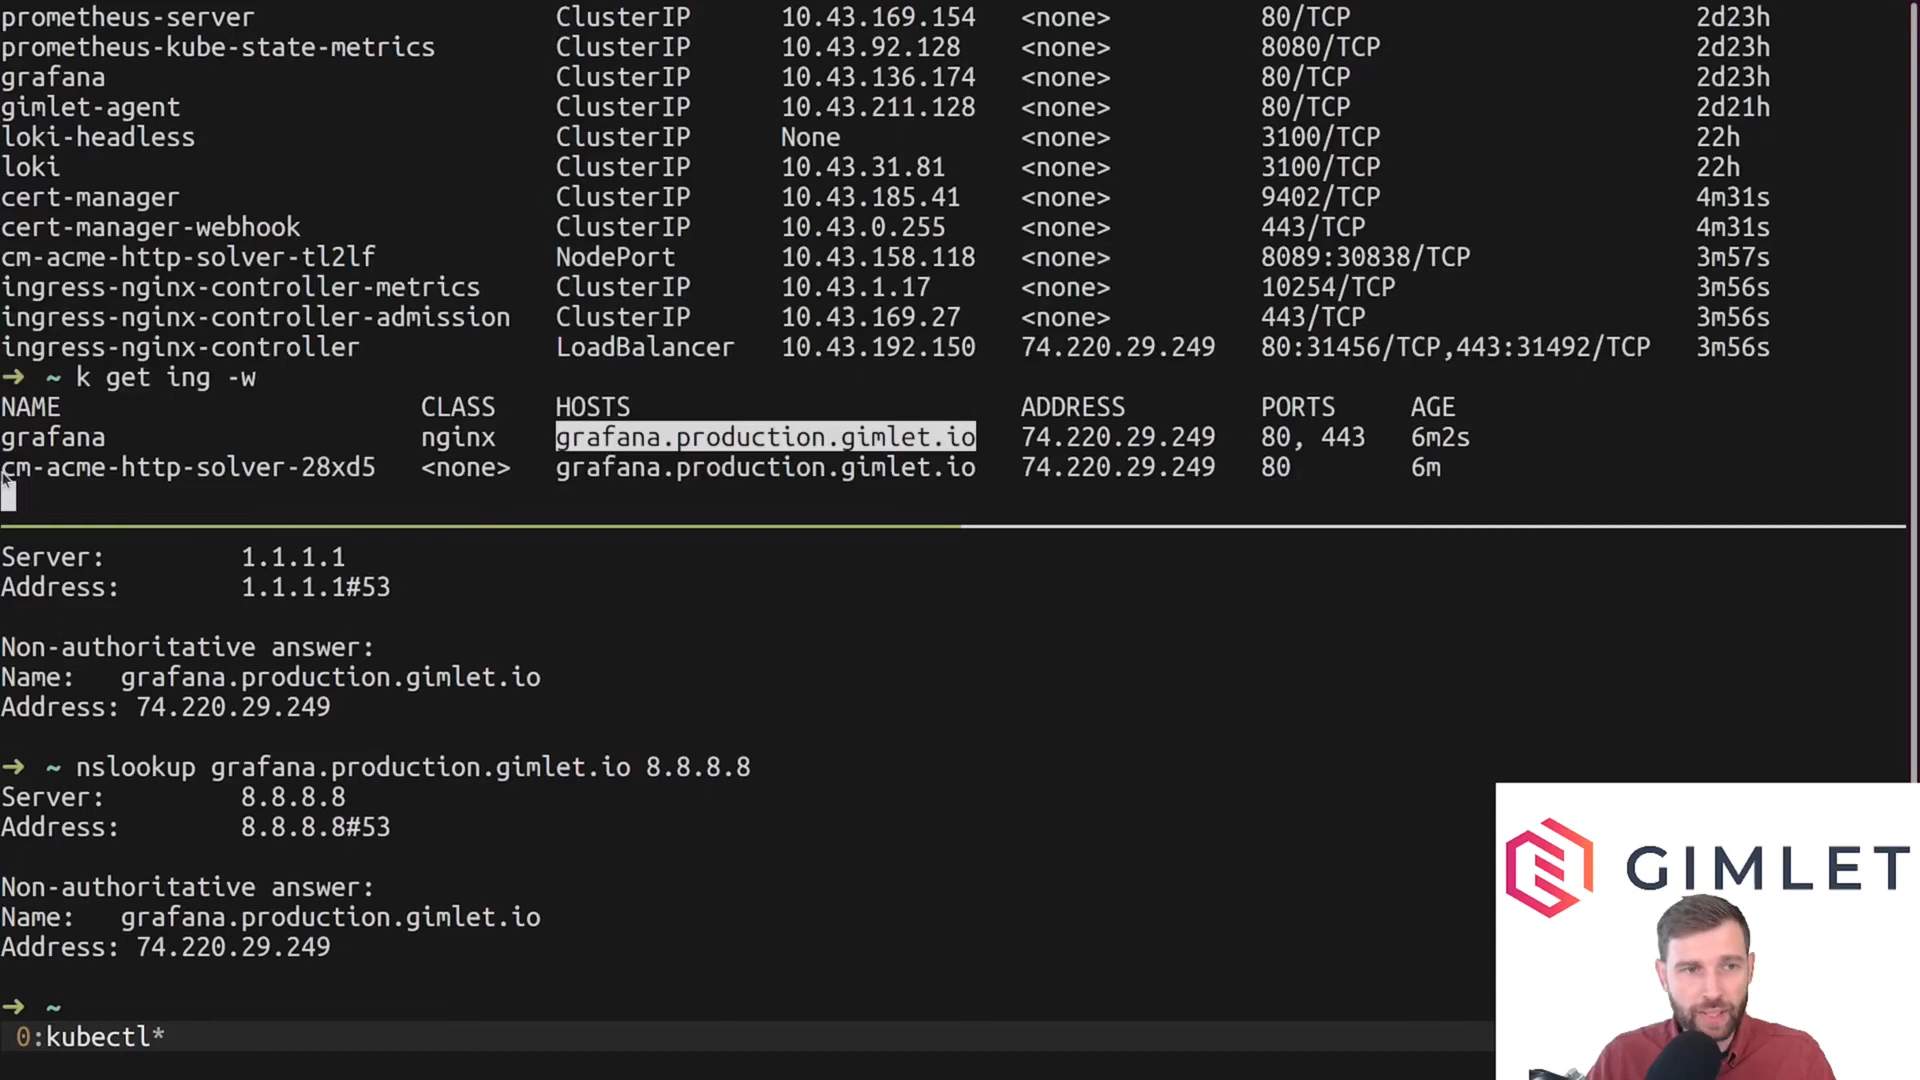 prometheus-server ClusterIP 10.43.169.154 <none> 80/TCP 2d23h
prometheus-kube-state-metrics ClusterIP 10.43.92.128 <none> 8080/TCP 2d23h
grafana ClusterIP 10.43.136.174 <none> 80/TCP 2d23h
gimlet-agent ClusterIP 10.43.211.128 <none> 80/TCP 2d21h
loki-headless ClusterIP None <none> 3100/TCP 22h
loki ClusterIP 10.43.31.81 <none> 3100/TCP 22h
cert-manager ClusterIP 10.43.185.41 <none> 9402/TCP 4m31s
cert-manager-webhook ClusterIP 10.43.0.255 <none> 443/TCP 4m31s
cm-acme-http-solver-tl2lf NodePort 10.43.158.118 <none> 8089:30838/TCP 3m57s
ingress-nginx-controller-metrics ClusterIP 10.43.1.17 <none> 10254/TCP 3m56s
ingress-nginx-controller-admission ClusterIP 10.43.169.27 <none> 443/TCP 3m56s
ingress-nginx-controller LoadBalancer 10.43.192.150 74.220.29.249 80:31456/TCP,443:31492/TCP 3m56s
➜ ~ k get ing -w
NAME CLASS HOSTS ADDRESS PORTS AGE
grafana nginx grafana.production.gimlet.io 74.220.29.249 80, 443 6m2s
cm-acme-http-solver-28xd5 <none> grafana.production.gimlet.io 74.220.29.249 80 6m
Server: 1.1.1.1
Address: 1.1.1.1#53
Non-authoritative answer:
Name: grafana.production.gimlet.io
Address: 74.220.29.249
➜ ~ nslookup grafana.production.gimlet.io 8.8.8.8
Server: 8.8.8.8
Address: 8.8.8.8#53
Non-authoritative answer:
Name: grafana.production.gimlet.io
Address: 74.220.29.249
➜ ~
0:kubectl*
GIMLET